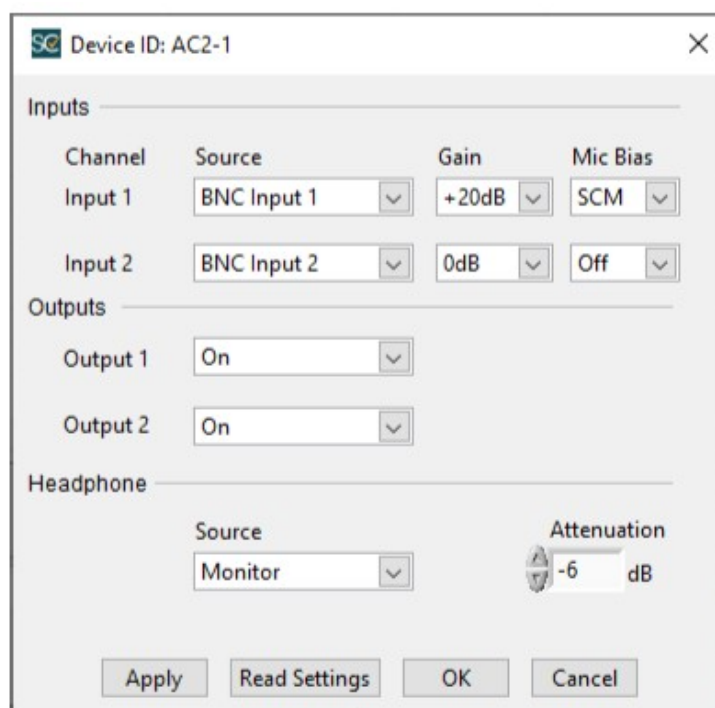 SC Device ID: AC2-1
Inputs
Channel Source Gain Mic Bias
Input 1 BNC Input 1 +20dB SCM
Input 2 BNC Input 2 0dB Off
Outputs
Output 1 On
Output 2 On
Headphone
Source Attenuation
Monitor -6 dB
Apply Read Settings OK Cancel